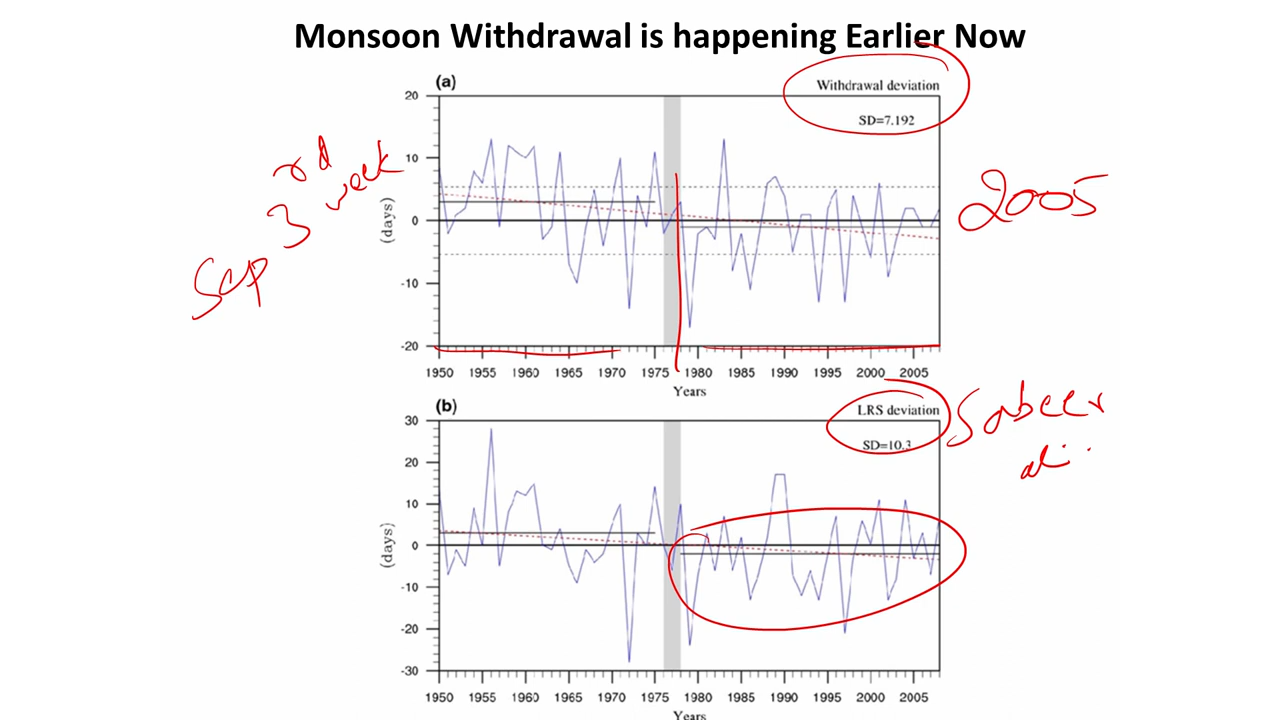 Monsoon Withdrawal is happening Earlier Now
(a)
Withdrawal deviation
SD=7.192
20
10
0
-10
-20
(days)
1950 1955 1960 1965 1970 1975 1980 1985 1990 1995 2000 2005
Years
Sep 3rd week
2005
(b)
LRS deviation
SD=10.3
30
20
10
0
-10
-20
-30
(days)
1950 1955 1960 1965 1970 1975 1980 1985 1990 1995 2000 2005
Years
Sabeer
ali